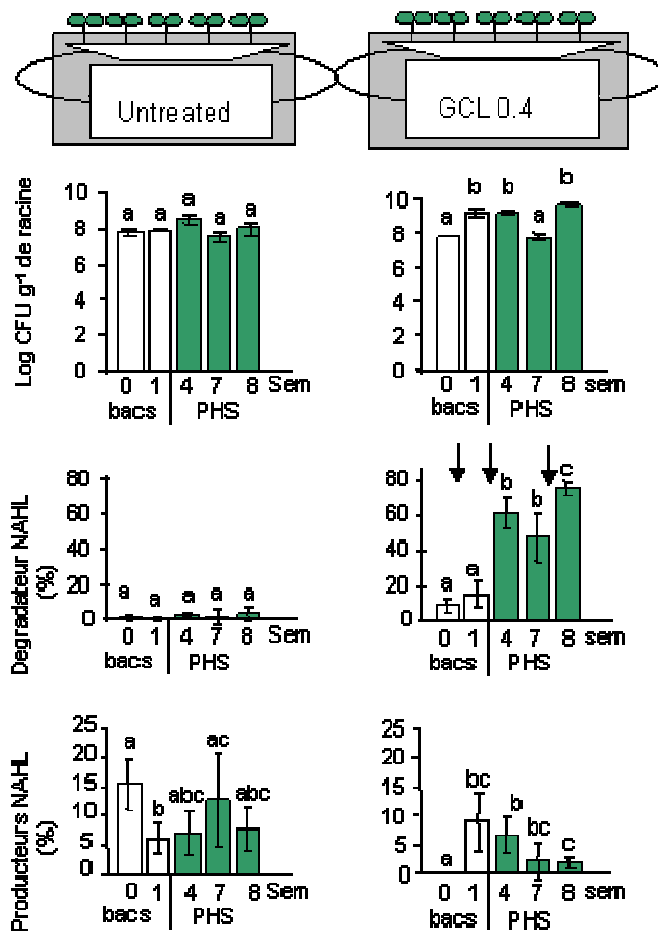 Untreated
GCL 0.4
Log CFU g-1 de racine
10
8
6
4
2
0
a a a a a
0 1 4 7 8 Sem
bacs PHS
10
8
6
4
2
0
a b b a b
0 1 4 7 8 sem
bacs PHS
Degradateur NAHL
(%)
80
60
40
20
0
a a a a a
0 1 4 7 8 Sem
bacs PHS
80
60
40
20
0
a a b b c
0 1 4 7 8 sem
bacs PHS
Producteurs NAHL
(%)
25
20
15
10
5
0
a b abc ac abc
0 1 4 7 8 Sem
bacs PHS
25
20
15
10
5
0
a bc b bc c
0 1 4 7 8 sem
bacs PHS